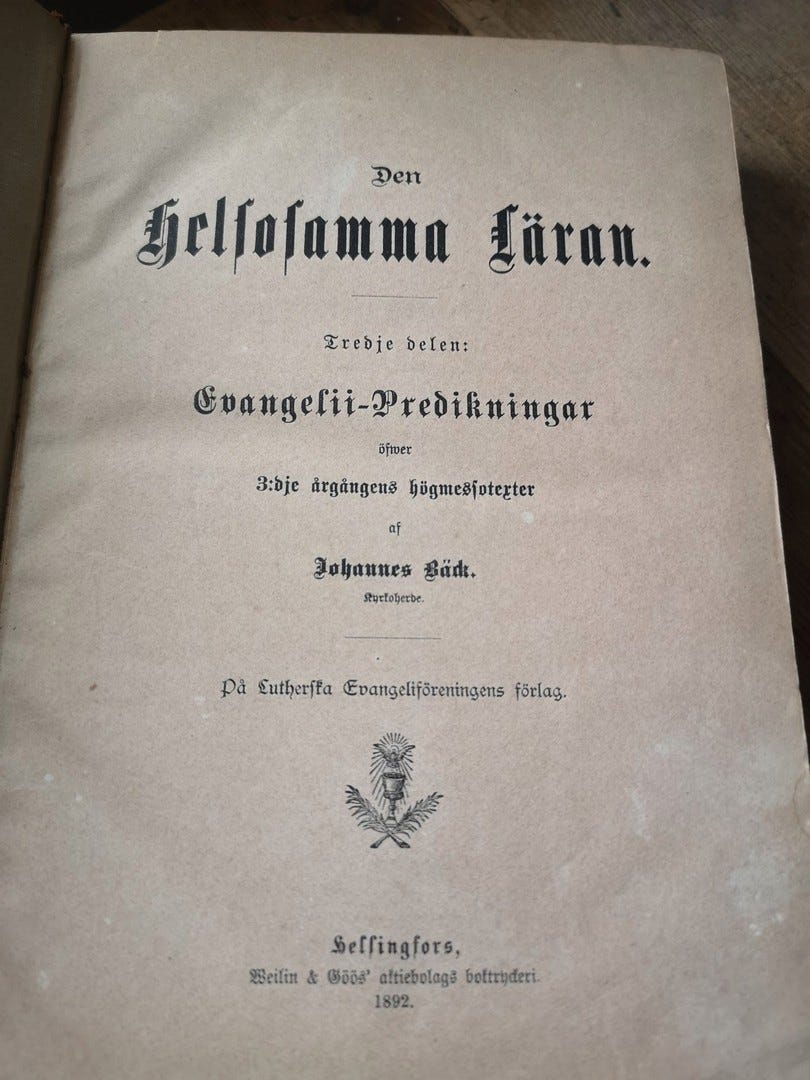 Den
Helsosamma Läran.
Tredje delen:
Evangelii-Predikningar
öfwer
3:dje årgångens högmessotexter
af
Johannes Bäck.
Kyrkoherde.
På Lutherska Evangeliföreningens förlag.
Helsingfors,
Weilin & Göös' aktiebolags boktryckeri.
1892.